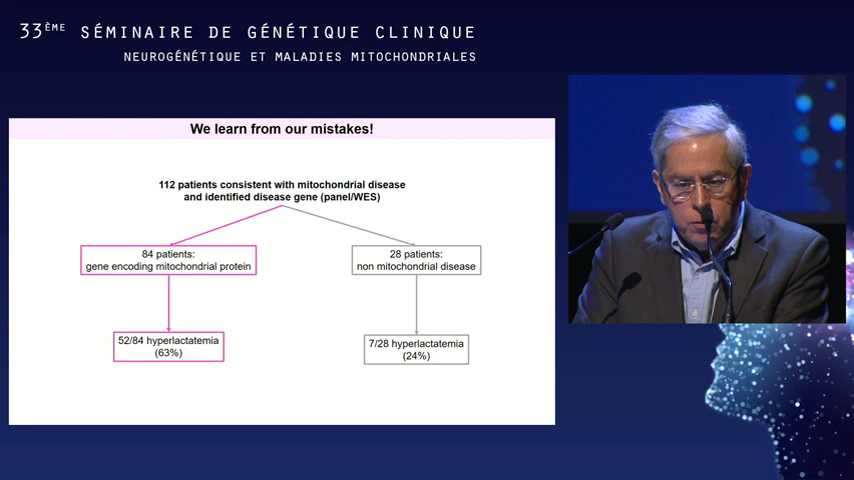 33ÈME SÉMINAIRE DE GÉNÉTIQUE CLINIQUE
NEUROGÉNÉTIQUE ET MALADIES MITOCHONDRIALES
We learn from our mistakes!
112 patients consistent with mitochondrial disease
and identified disease gene (panel/WES)
84 patients:
gene encoding mitochondrial protein
28 patients:
non mitochondrial disease
52/84 hyperlactatemia
(63%)
7/28 hyperlactatemia
(24%)